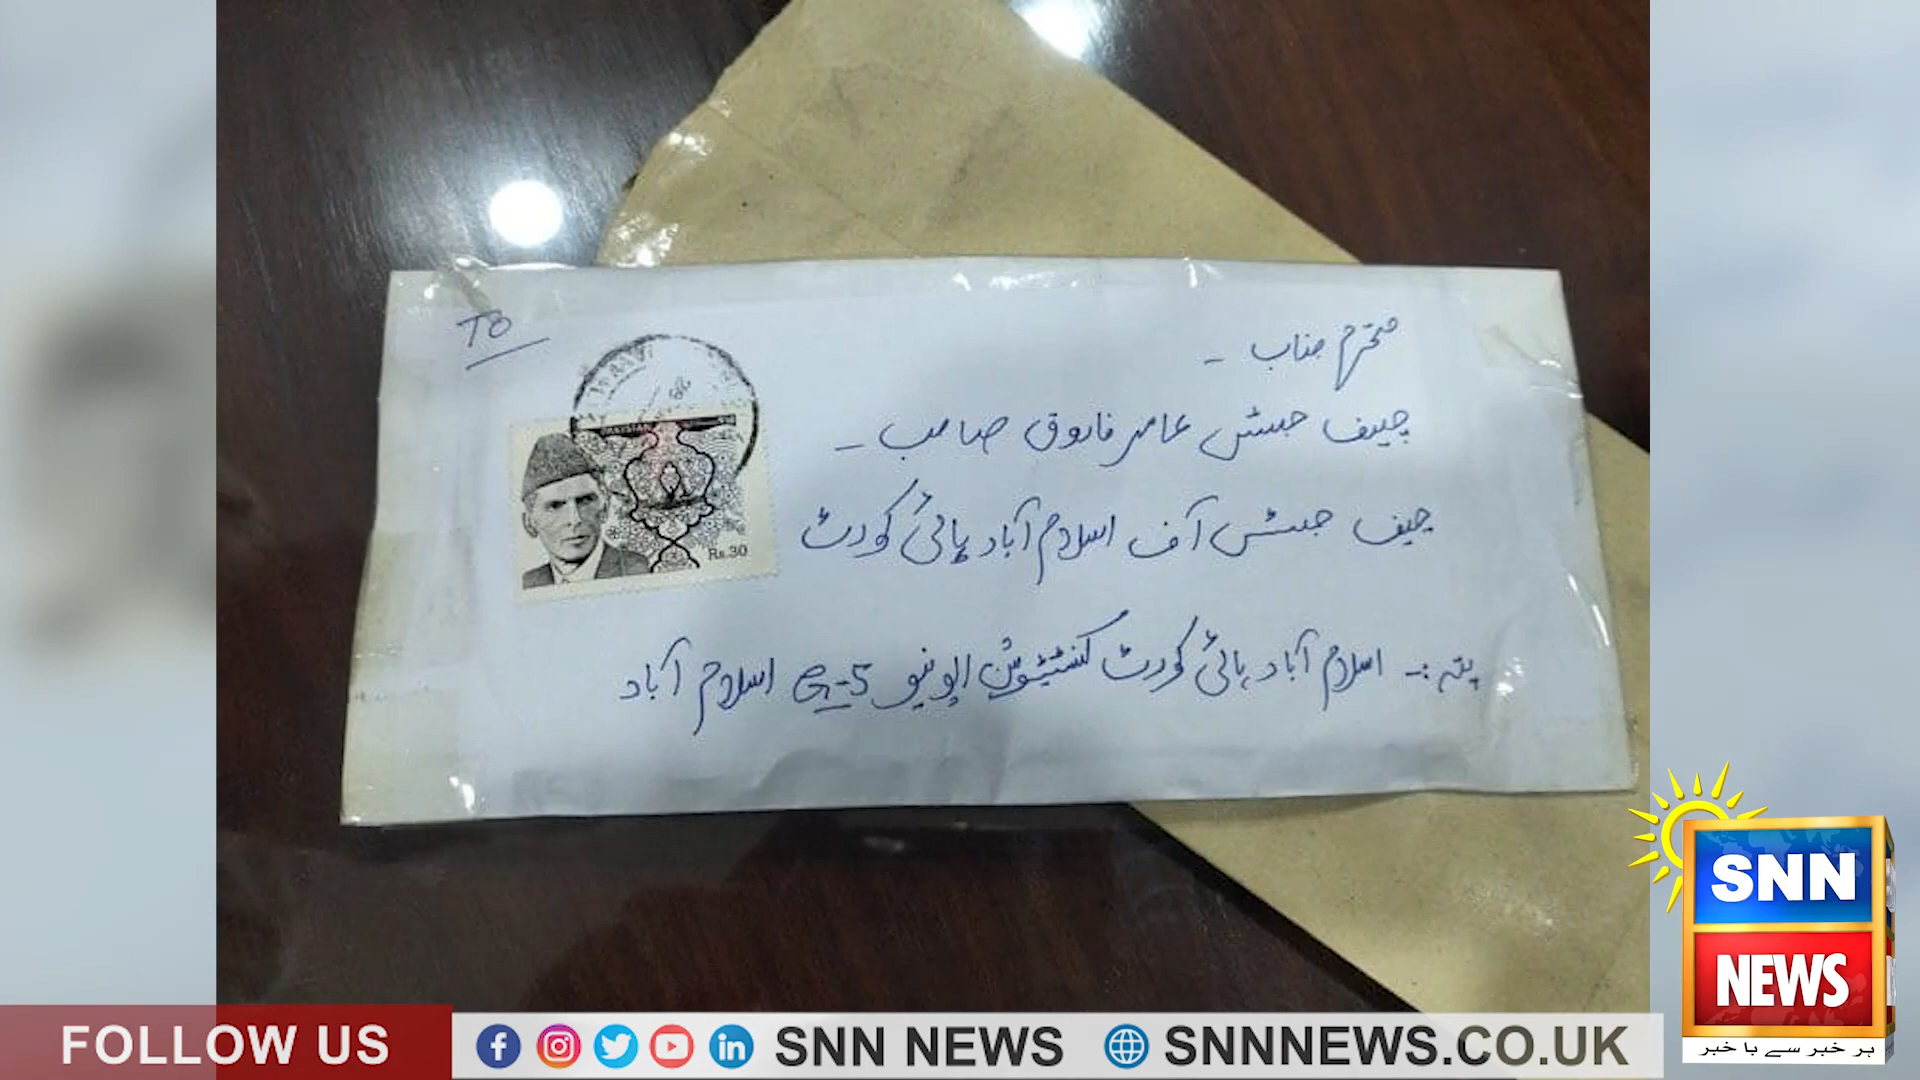 TO
محترم جناب ۔
چیف جسٹس عامر فاروق صاحب ۔
چیف جسٹس آف اسلام آباد ہائی کورٹ
پتہ :۔ اسلام آباد ہائی کورٹ کنسٹیٹیوشن ایونیو G-5 اسلام آباد
PAKISTAN
Rs.30
SNN
NEWS
ہر خبر سے با خبر
FOLLOW US
SNN NEWS
SNNNEWS.CO.UK